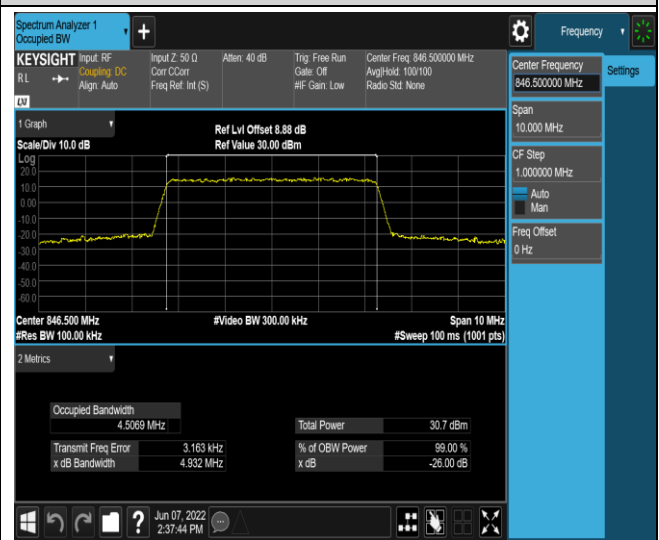 Spectrum Analyzer 1
Occupied BW
Frequency
KEYSIGHT
RL
LXI
Input: RF
Coupling: DC
Align: Auto
Input Z: 50 Ω
Corr CCorr
Freq Ref: Int (S)
Atten: 40 dB
Trig: Free Run
Gate: Off
#IF Gain: Low
Center Freq: 846.500000 MHz
Avg|Hold: 100/100
Radio Std: None
1 Graph
Scale/Div 10.0 dB
Ref Lvl Offset 8.88 dB
Ref Value 30.00 dBm
Log
20.0
10.0
0.00
-10.0
-20.0
-30.0
-40.0
-50.0
-60.0
Center 846.500 MHz
#Video BW 300.00 kHz
Span 10 MHz
#Res BW 100.00 kHz
#Sweep 100 ms (1001 pts)
2 Metrics
Occupied Bandwidth
4.5069 MHz
Total Power 30.7 dBm
Transmit Freq Error 3.163 kHz
% of OBW Power 99.00 %
x dB Bandwidth 4.932 MHz
x dB -26.00 dB
Jun 07, 2022
2:37:44 PM
Center Frequency
846.500000 MHz
Span
10.000 MHz
CF Step
1.000000 MHz
Auto
Man
Freq Offset
0 Hz
Settings